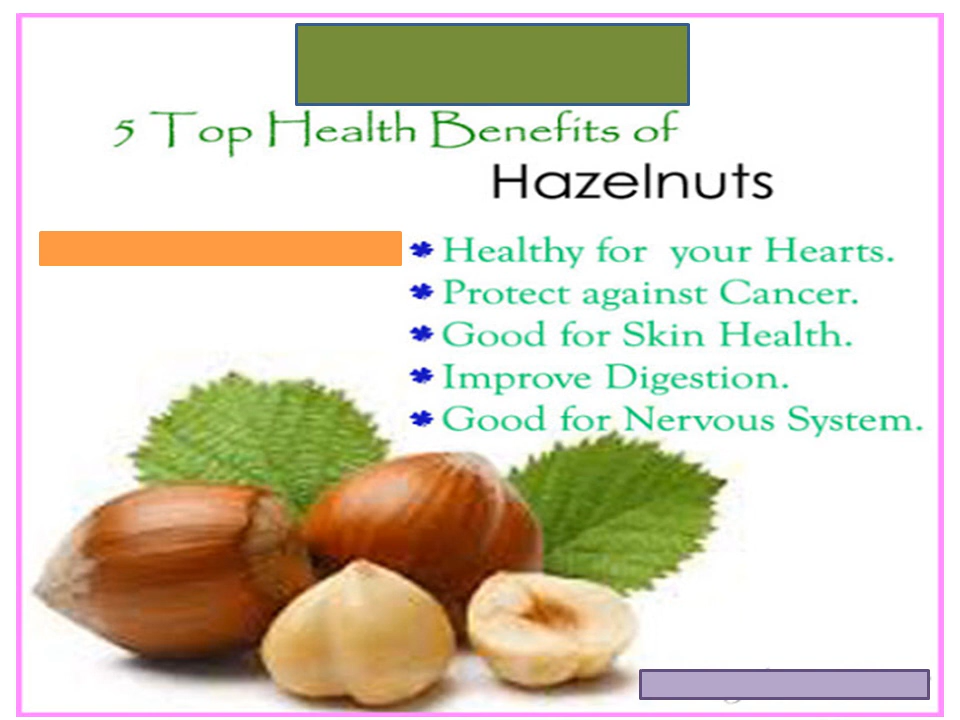 5 Top Health Benefits of
Hazelnuts
Healthy for your Hearts.
Protect against Cancer.
Good for Skin Health.
Improve Digestion.
Good for Nervous System.